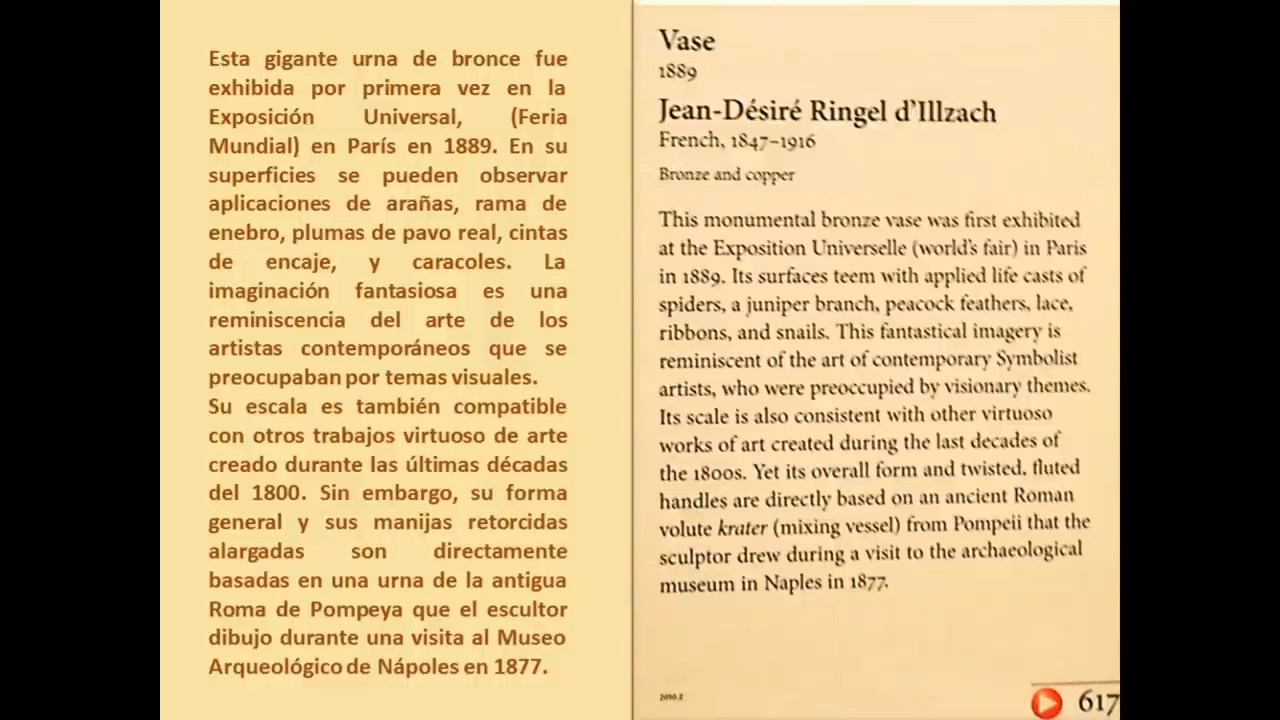 Esta gigante urna de bronce fue
exhibida por primera vez en la
Exposición Universal, (Feria
Mundial) en París en 1889. En su
superficies se pueden observar
aplicaciones de arañas, rama de
enebro, plumas de pavo real, cintas
de encaje, y caracoles. La
imaginación fantasiosa es una
reminiscencia del arte de los
artistas contemporáneos que se
preocupaban por temas visuales.
Su escala es también compatible
con otros trabajos virtuoso de arte
creado durante las últimas décadas
del 1800. Sin embargo, su forma
general y sus manijas retorcidas
alargadas son directamente
basadas en una urna de la antigua
Roma de Pompeya que el escultor
dibujo durante una visita al Museo
Arqueológico de Nápoles en 1877.
Vase
1889
Jean-Désiré Ringel d'Illzach
French, 1847–1916
Bronze and copper
This monumental bronze vase was first exhibited
at the Exposition Universelle (world's fair) in Paris
in 1889. Its surfaces teem with applied life casts of
spiders, a juniper branch, peacock feathers, lace,
ribbons, and snails. This fantastical imagery is
reminiscent of the art of contemporary Symbolist
artists, who were preoccupied by visionary themes.
Its scale is also consistent with other virtuoso
works of art created during the last decades of
the 1800s. Yet its overall form and twisted, fluted
handles are directly based on an ancient Roman
volute krater (mixing vessel) from Pompeii that the
sculptor drew during a visit to the archaeological
museum in Naples in 1877.
2010.2
617